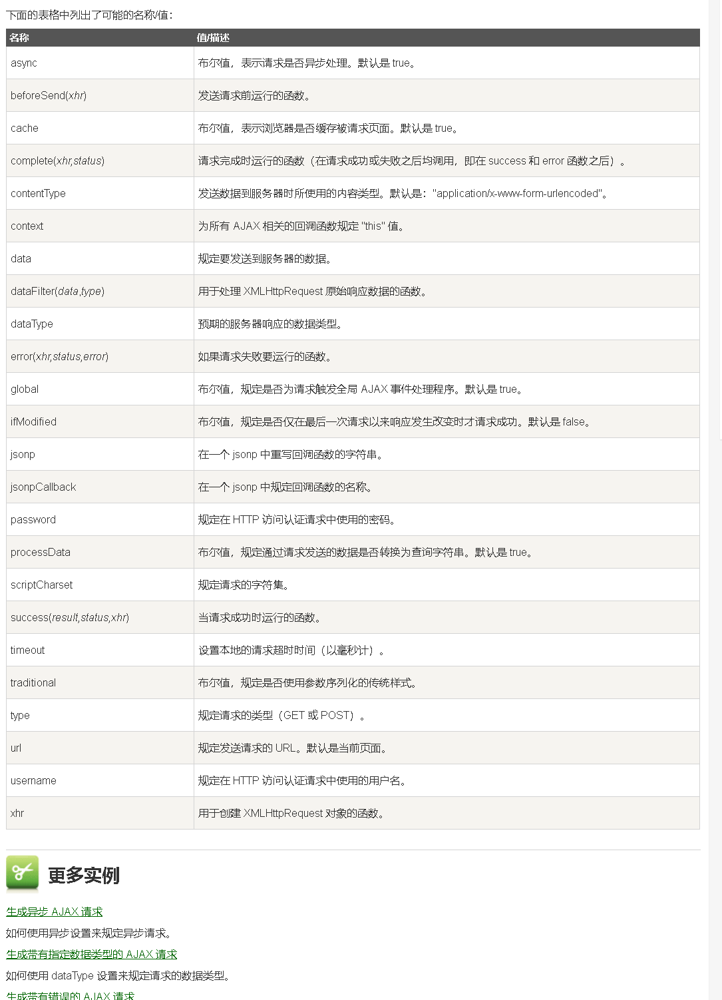 下面的表格中列出了可能的名称/值：
名称 值/描述
async 布尔值，表示请求是否异步处理。默认是 true。
beforeSend(xhr) 发送请求前运行的函数。
cache 布尔值，表示浏览器是否缓存被请求页面。默认是 true。
complete(xhr,status) 请求完成时运行的函数（在请求成功或失败之后均调用，即在 success 和 error 函数之后）。
contentType 发送数据到服务器时所使用的内容类型。默认是："application/x-www-form-urlencoded"。
context 为所有 AJAX 相关的回调函数规定 "this" 值。
data 规定要发送到服务器的数据。
dataFilter(data,type) 用于处理 XMLHttpRequest 原始响应数据的函数。
dataType 预期的服务器响应的数据类型。
error(xhr,status,error) 如果请求失败要运行的函数。
global 布尔值，规定是否为请求触发全局 AJAX 事件处理程序。默认是 true。
ifModified 布尔值，规定是否仅在最后一次请求以来响应发生改变时才请求成功。默认是 false。
jsonp 在一个 jsonp 中重写回调函数的字符串。
jsonpCallback 在一个 jsonp 中规定回调函数的名称。
password 规定在 HTTP 访问认证请求中使用的密码。
processData 布尔值，规定通过请求发送的数据是否转换为查询字符串。默认是 true。
scriptCharset 规定请求的字符集。
success(result,status,xhr) 当请求成功时运行的函数。
timeout 设置本地的请求超时时间（以毫秒计）。
traditional 布尔值，规定是否使用参数序列化的传统样式。
type 规定请求的类型（GET 或 POST）。
url 规定发送请求的 URL。默认是当前页面。
username 规定在 HTTP 访问认证请求中使用的用户名。
xhr 用于创建 XMLHttpRequest 对象的函数。
更多实例
生成异步 AJAX 请求
如何使用异步设置来规定异步请求。
生成带有指定数据类型的 AJAX 请求
如何使用 dataType 设置来规定请求的数据类型。
生成带有错误的 AJAX 请求